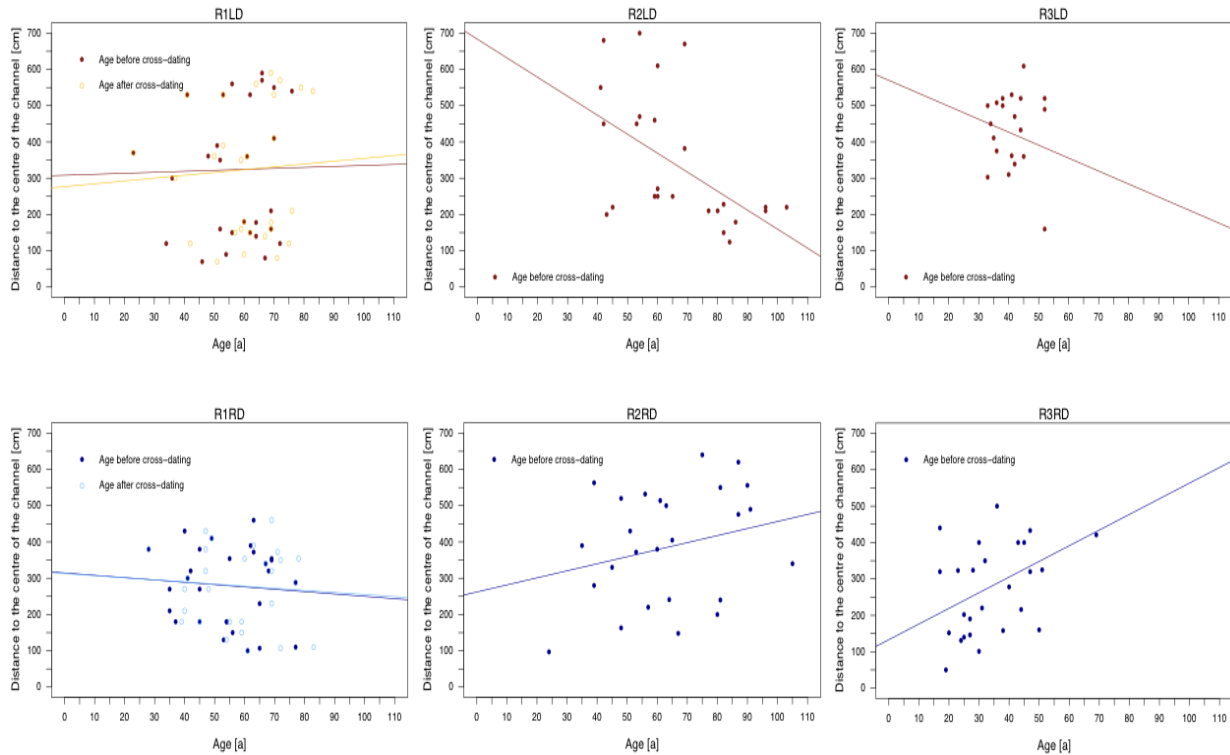 R1LD
Distance to the centre of the channel [cm]
700
600
500
400
300
200
100
0
Age before cross−dating
Age after cross−dating
0 10 20 30 40 50 60 70 80 90 100 110
Age [a]
R2LD
Distance to the centre of the channel [cm]
700
600
500
400
300
200
100
0
Age before cross−dating
0 10 20 30 40 50 60 70 80 90 100 110
Age [a]
R3LD
Distance to the centre of the channel [cm]
700
600
500
400
300
200
100
0
Age before cross−dating
0 10 20 30 40 50 60 70 80 90 100 110
Age [a]
R1RD
Distance to the centre of the channel [cm]
700
600
500
400
300
200
100
0
Age before cross−dating
Age after cross−dating
0 10 20 30 40 50 60 70 80 90 100 110
Age [a]
R2RD
Distance to the centre of the channel [cm]
700
600
500
400
300
200
100
0
Age before cross−dating
0 10 20 30 40 50 60 70 80 90 100 110
Age [a]
R3RD
Distance to the centre of the channel [cm]
700
600
500
400
300
200
100
0
Age before cross−dating
0 10 20 30 40 50 60 70 80 90 100 110
Age [a]